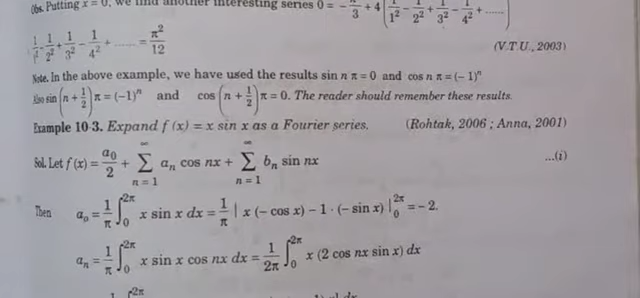 Obs. Putting x = 0, we find another interesting series 0 = - π²/3 + 4 [1/1² - 1/2² + 1/3² - 1/4² + ......
1/1² - 1/2² + 1/3² - 1/4² + ...... = π²/12
(V.T.U., 2003)
Note. In the above example, we have used the results sin n π = 0 and cos n π = (- 1)ⁿ
Also sin (n + 1/2) π = (-1)ⁿ and cos (n + 1/2) π = 0. The reader should remember these results.
Example 10·3. Expand f (x) = x sin x as a Fourier series. (Rohtak, 2006 ; Anna, 2001)
Sol. Let f (x) = a₀/2 + ∞ Σ n = 1 aₙ cos nx + ∞ Σ n = 1 bₙ sin nx ...(i)
Then a₀ = 1/π ∫₀^2π x sin x dx = 1/π | x (- cos x) - 1 · (- sin x) |₀^2π = - 2.
aₙ = 1/π ∫₀^2π x sin x cos nx dx = 1/2π ∫₀^2π x (2 cos nx sin x) dx